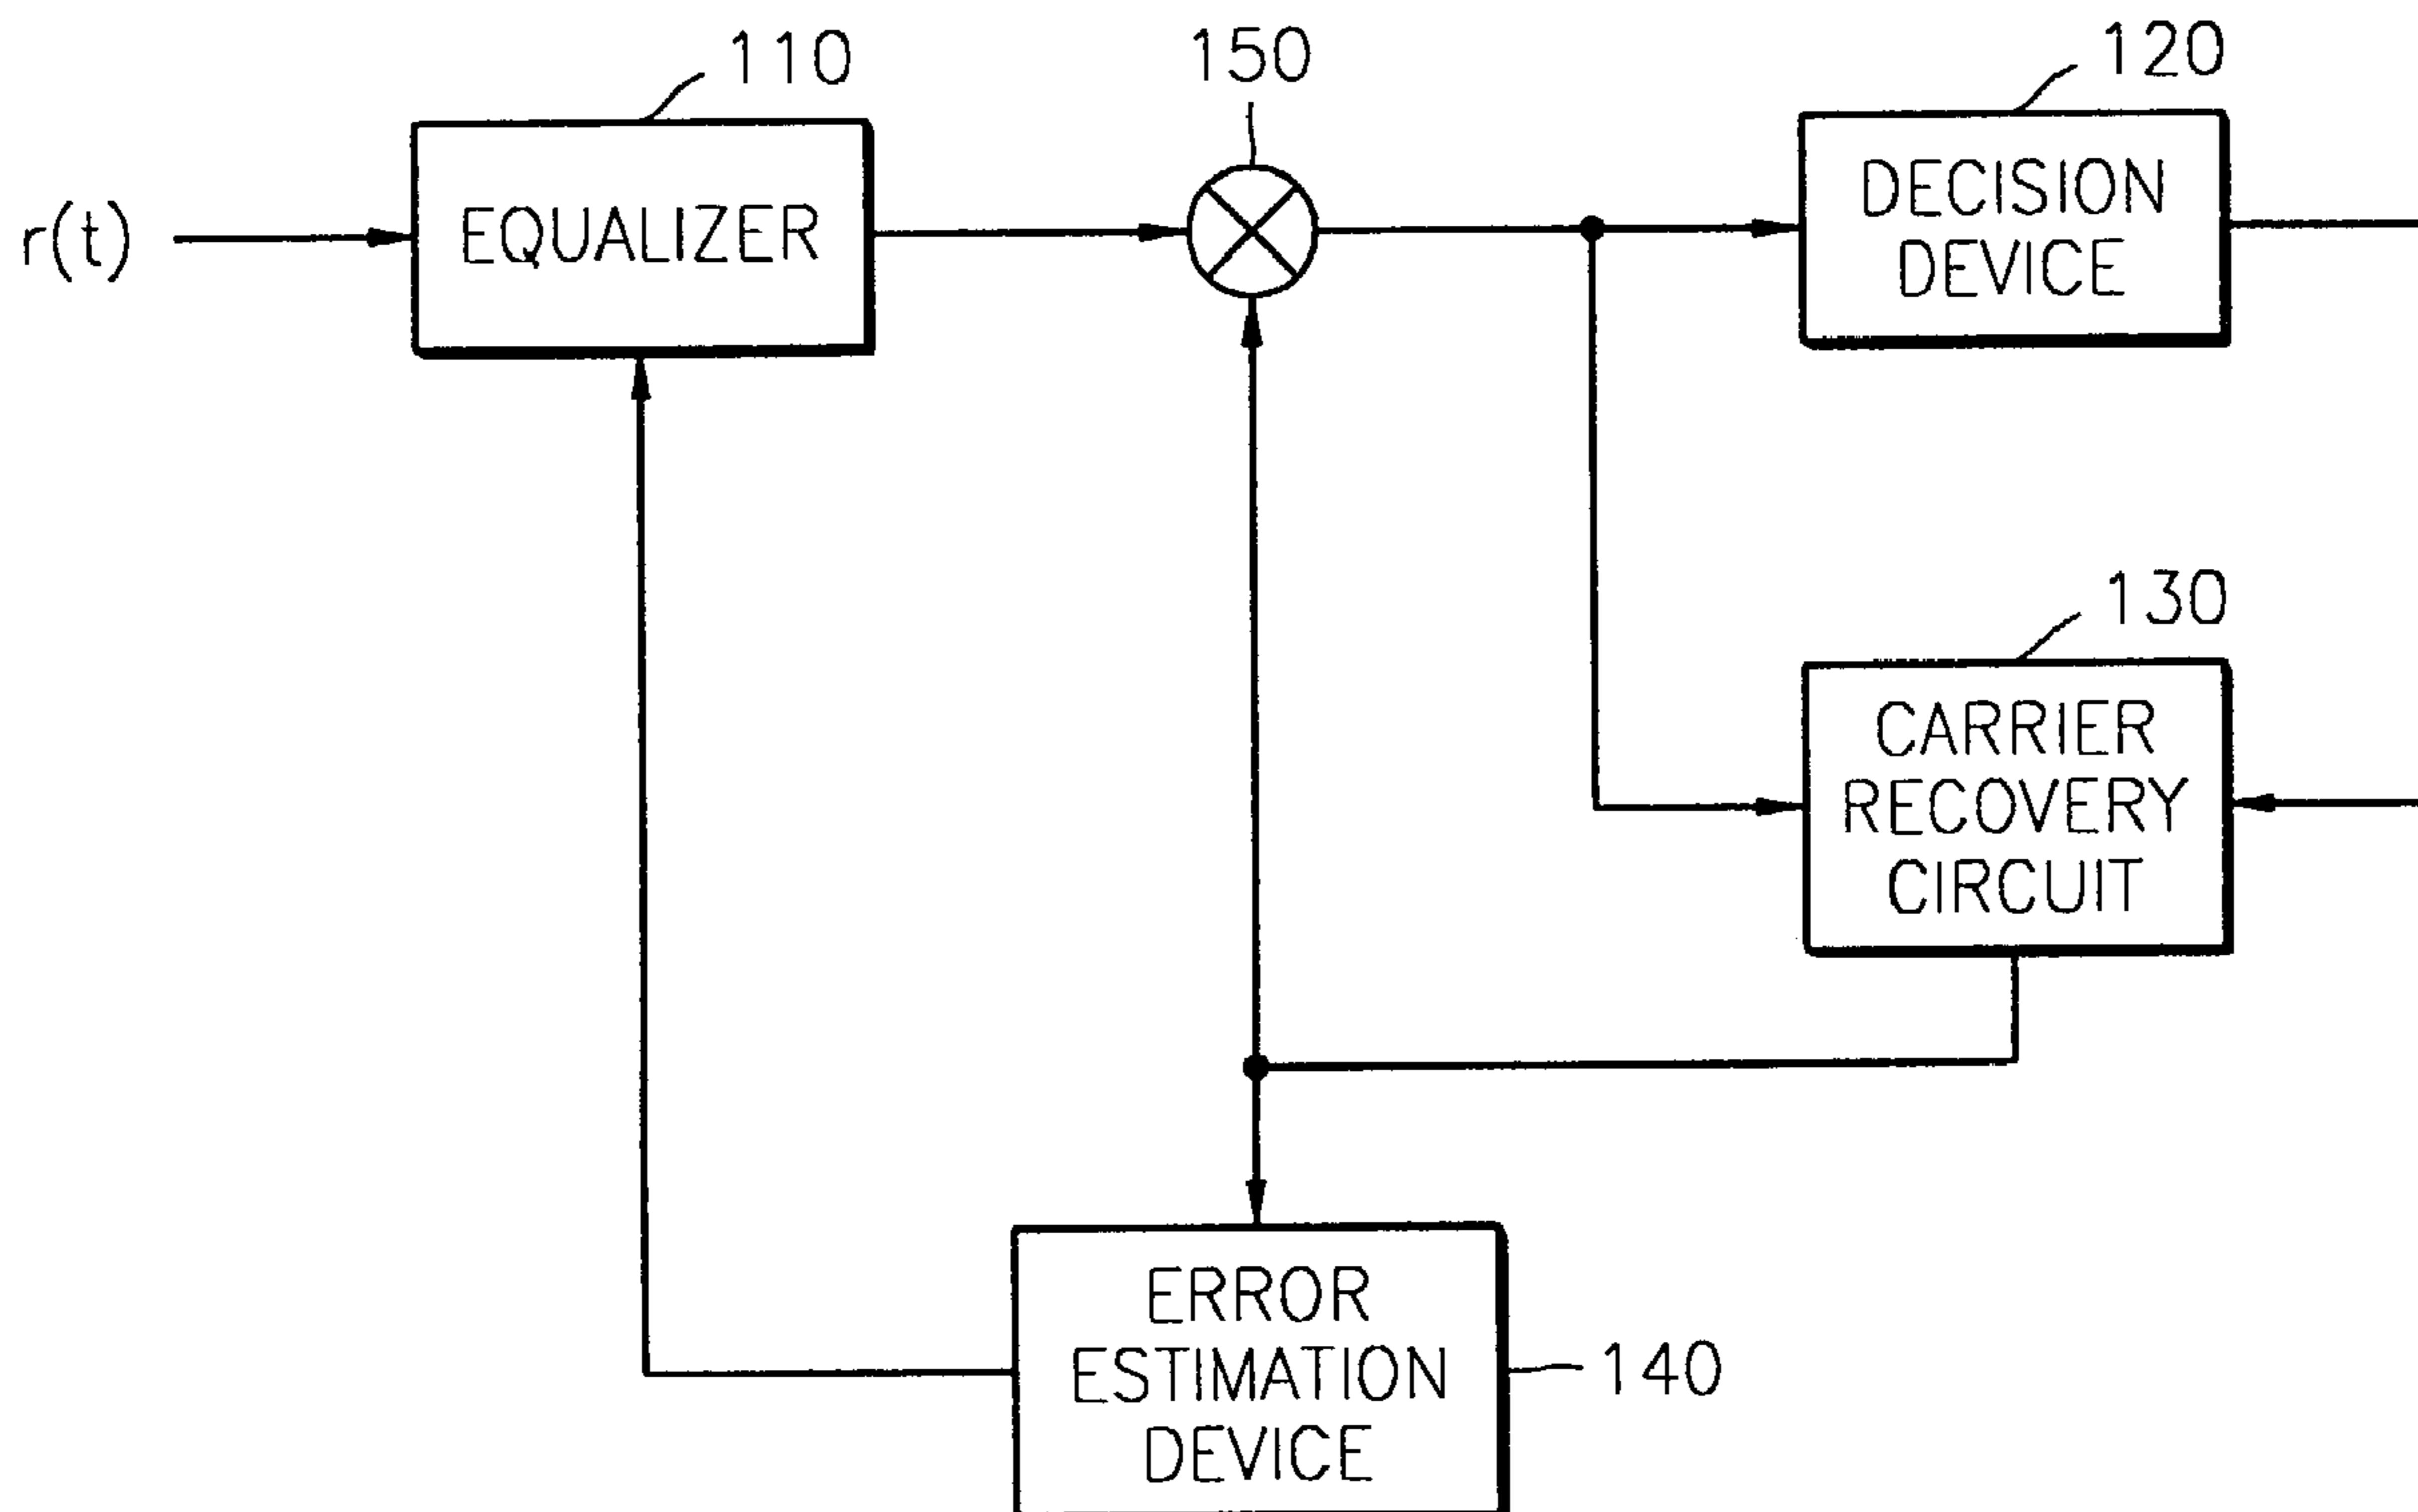 110
150
120
r(t)
EQUALIZER
DECISION
DEVICE
130
CARRIER
RECOVERY
CIRCUIT
ERROR
ESTIMATION
DEVICE
140